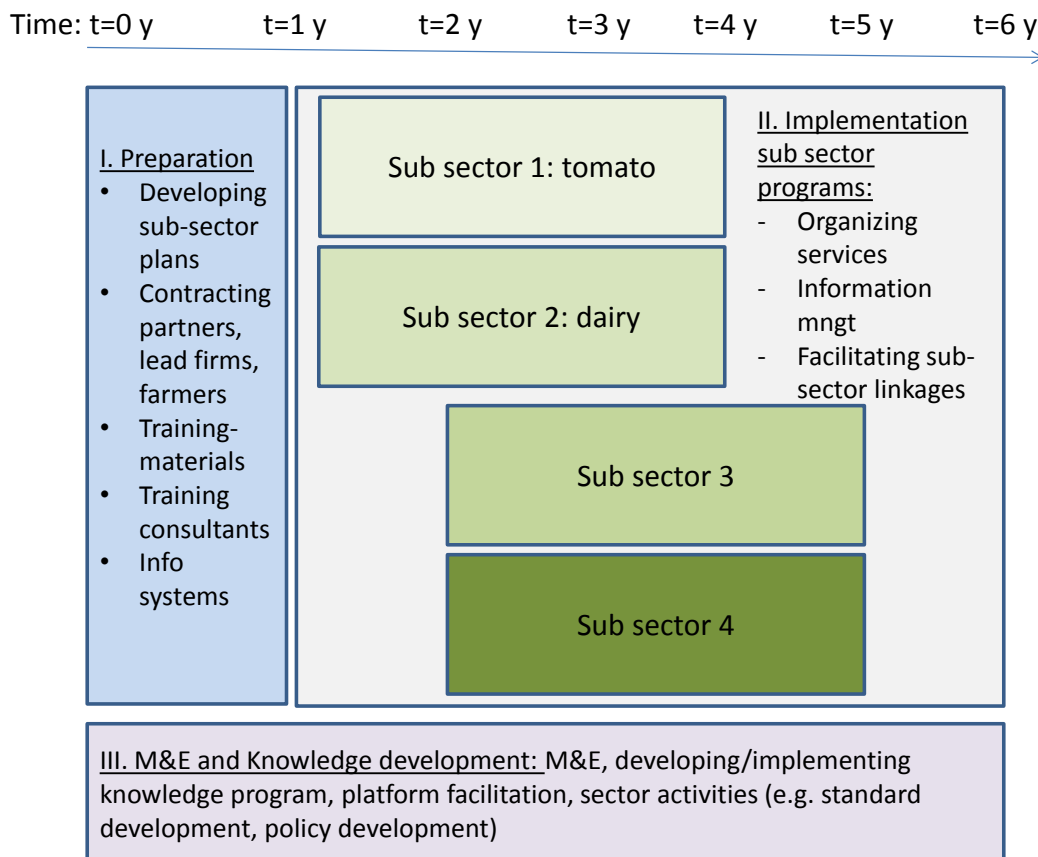 Time: t=0 y t=1 y t=2 y t=3 y t=4 y t=5 y t=6 y
I. Preparation
• Developing
sub-sector
plans
• Contracting
partners,
lead firms,
farmers
• Training-
materials
• Training
consultants
• Info
systems
Sub sector 1: tomato
Sub sector 2: dairy
Sub sector 3
Sub sector 4
II. Implementation
sub sector
programs:
- Organizing
services
- Information
mngt
- Facilitating sub-
sector linkages
III. M&E and Knowledge development: M&E, developing/implementing
knowledge program, platform facilitation, sector activities (e.g. standard
development, policy development)